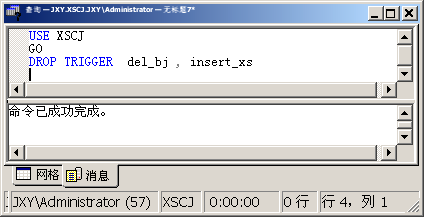 查询 — JXY.XSCJ.JXY\Administrator — 无标题7*
USE XSCJ
GO
DROP TRIGGER  del_bj , insert_xs
命令已成功完成。
网格 消息
JXY\Administrator (57) XSCJ 0:00:00 0 行 行 4, 列 1